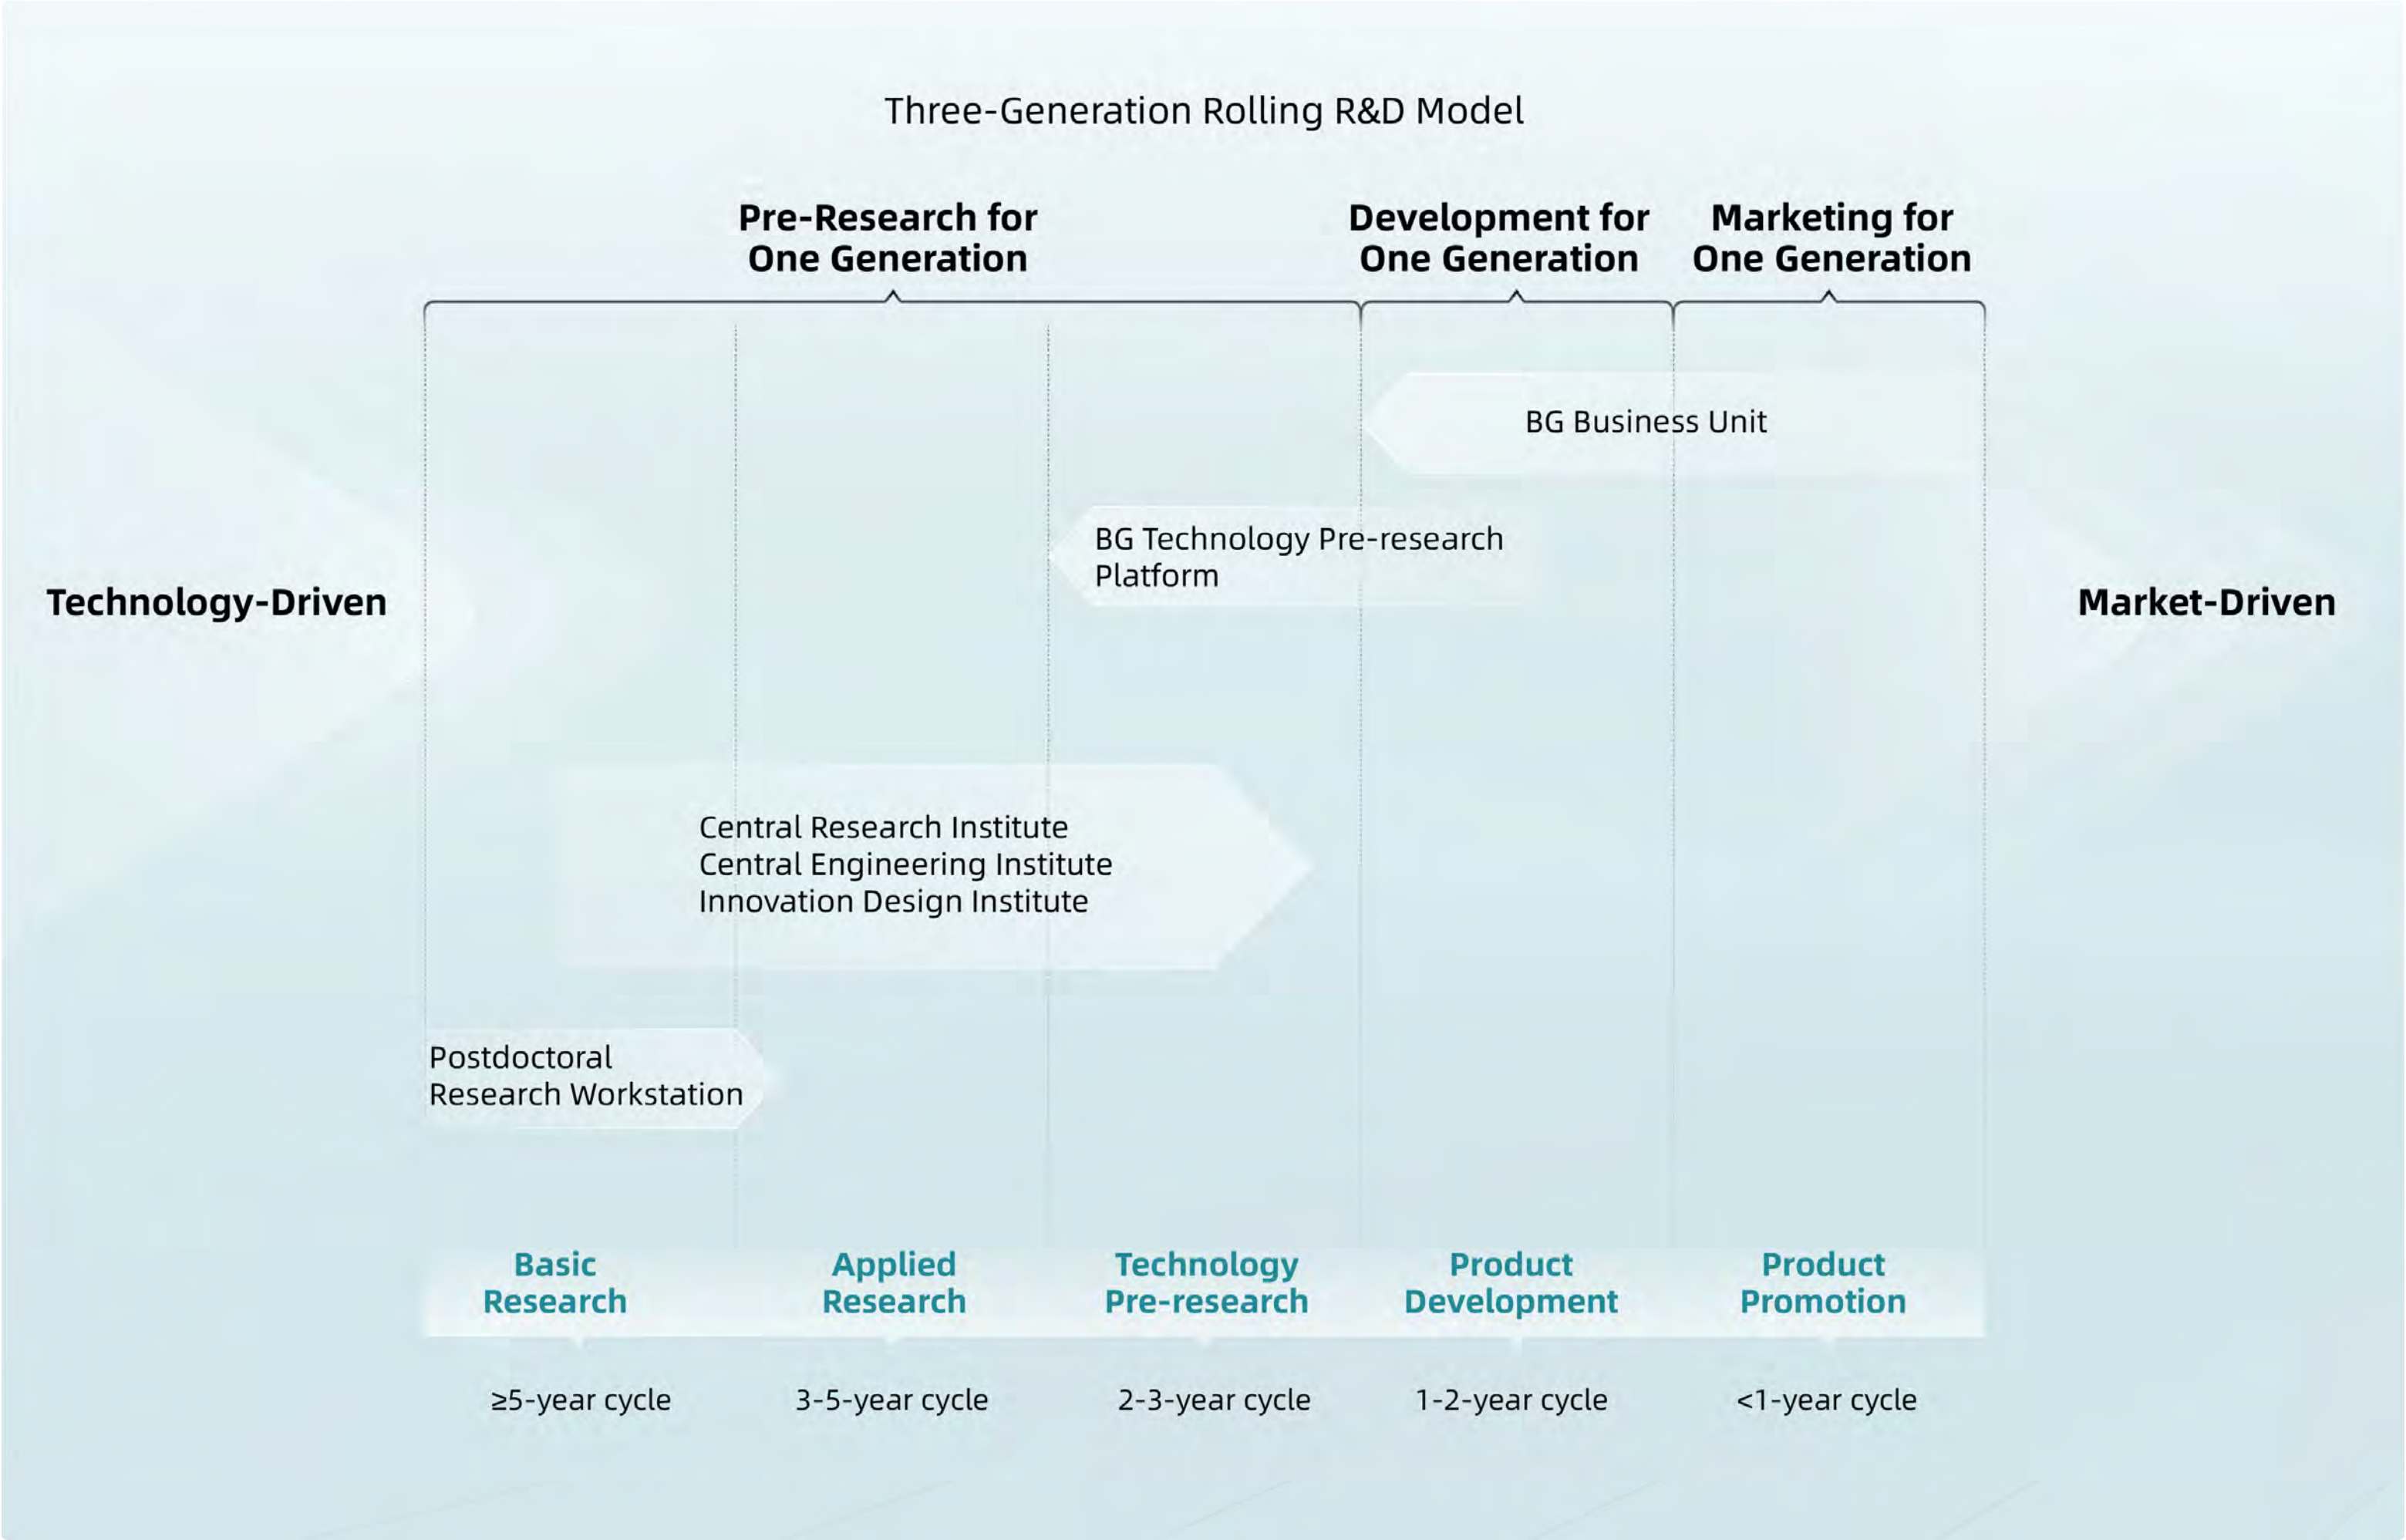 Three-Generation Rolling R&D Model
Pre-Research for
One Generation
Development for
One Generation
Marketing for
One Generation
BG Business Unit
BG Technology Pre-research
Platform
Technology-Driven
Market-Driven
Central Research Institute
Central Engineering Institute
Innovation Design Institute
Postdoctoral
Research Workstation
Basic
Research
Applied
Research
Technology
Pre-research
Product
Development
Product
Promotion
≥5-year cycle
3-5-year cycle
2-3-year cycle
1-2-year cycle
<1-year cycle